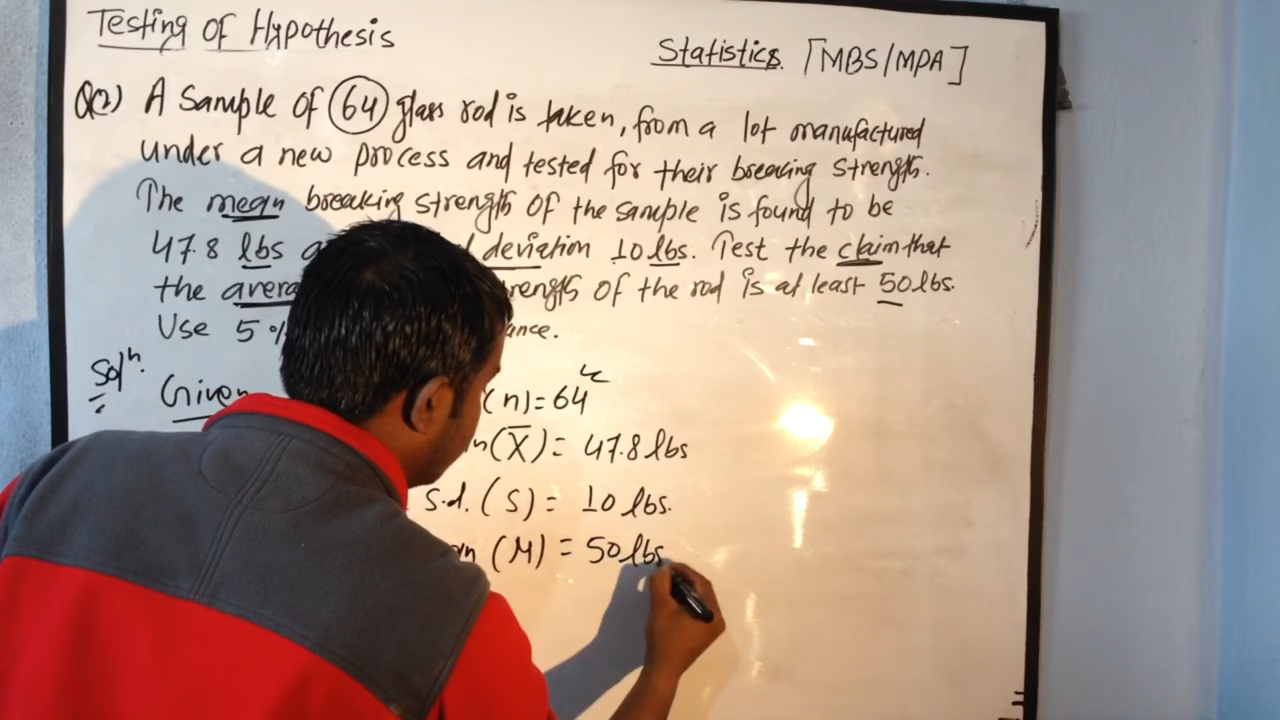 Testing of Hypothesis
Statistics [MBS/MPA]
Q2) A sample of 64 glass rod is taken, from a lot manufactured
under a new process and tested for their breaking strength.
The mean breaking strength of the sample is found to be
47.8 lbs deviation 10 lbs. Test the claim that
the of the rod is at least 50 lbs.
Use 5 %
Solⁿ.
Given
(n) = 64
(X̄) = 47.8 lbs
s.d. (S) = 10 lbs.
(M) = 50 lbs